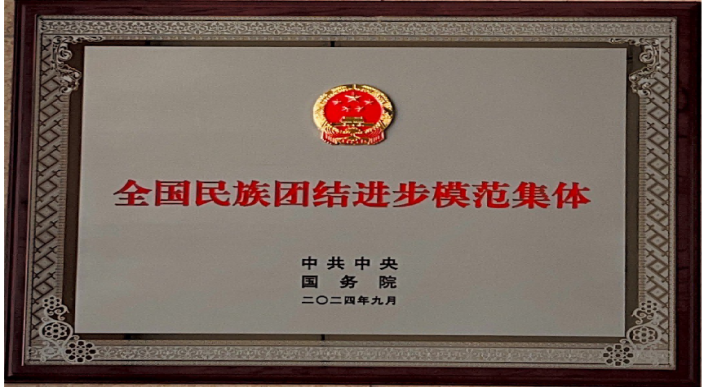 全国民族团结进步模范集体
中共中央
国务院
二〇二四年九月